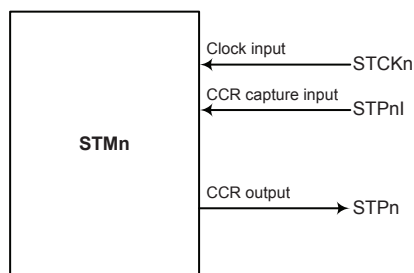 Clock input
STCKn
CCR capture input
STPnI
STMn
CCR output
STPn